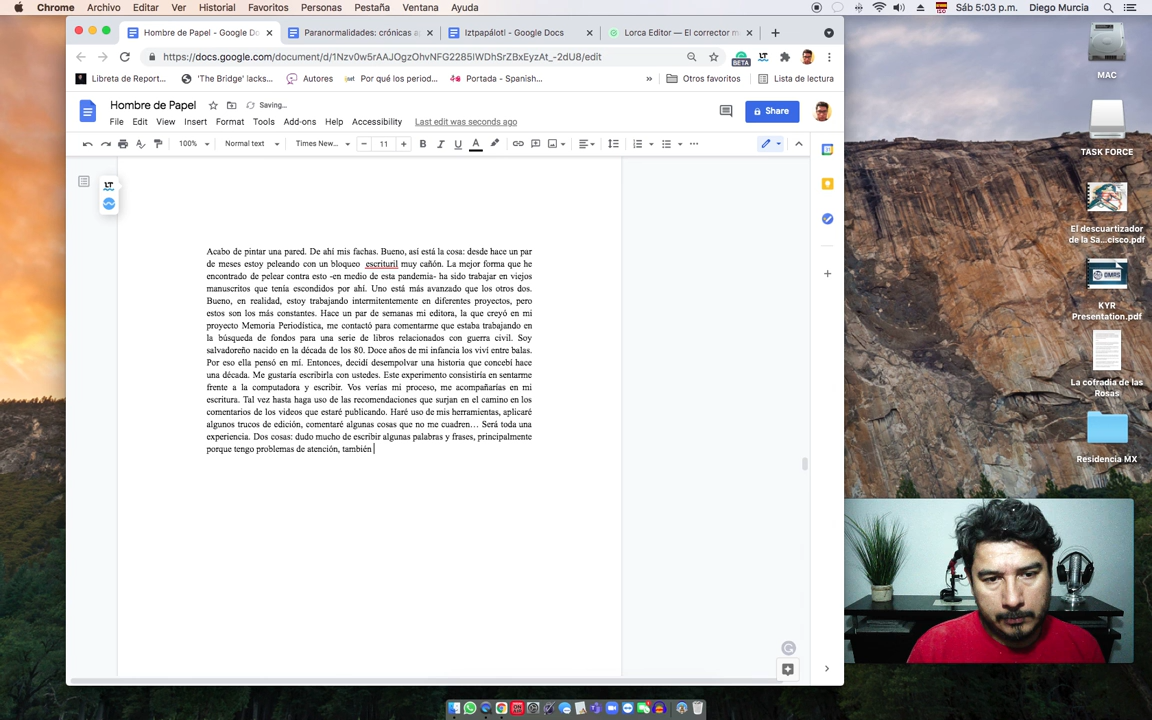 Chrome Archivo Editar Ver Historial Favoritos Personas Pestaña Ventana Ayuda Sáb 5:03 p.m. Diego Murcia
Hombre de Papel - Google Do
Paranormalidades: crónicas a
Iztpapálotl - Google Docs
Lorca Editor — El corrector m
https://docs.google.com/document/d/1Nzv0w5rAAJOgzOhvNFG2285IWDhSrZBxEyzAt_-2dU8/edit
BETA
Libreta de Report... 'The Bridge' lacks... Autores Por qué los period... Portada - Spanish... » Otros favoritos Lista de lectura
Hombre de Papel Saving...
Share
File Edit View Insert Format Tools Add-ons Help Accessibility Last edit was seconds ago
100% Normal text Times New... 11 B I U A
LT
Acabo de pintar una pared. De ahí mis fachas. Bueno, así está la cosa: desde hace un par
de meses estoy peleando con un bloqueo escrituril muy cañón. La mejor forma que he
encontrado de pelear contra esto -en medio de esta pandemia- ha sido trabajar en viejos
manuscritos que tenía escondidos por ahí. Uno está más avanzado que los otros dos.
Bueno, en realidad, estoy trabajando intermitentemente en diferentes proyectos, pero
estos son los más constantes. Hace un par de semanas mi editora, la que creyó en mi
proyecto Memoria Periodística, me contactó para comentarme que estaba trabajando en
la búsqueda de fondos para una serie de libros relacionados con guerra civil. Soy
salvadoreño nacido en la década de los 80. Doce años de mi infancia los viví entre balas.
Por eso ella pensó en mí. Entonces, decidí desempolvar una historia que concebí hace
una década. Me gustaría escribirla con ustedes. Este experimento consistiría en sentarme
frente a la computadora y escribir. Vos verías mi proceso, me acompañarías en mi
escritura. Tal vez hasta haga uso de las recomendaciones que surjan en el camino en los
comentarios de los videos que estaré publicando. Haré uso de mis herramientas, aplicaré
algunos trucos de edición, comentaré algunas cosas que no me cuadren... Será toda una
experiencia. Dos cosas: dudo mucho de escribir algunas palabras y frases, principalmente
porque tengo problemas de atención, también
MAC
TASK FORCE
El descuartizador
de la Sa...cisco.pdf
KYR
Presentation.pdf
La cofradia de las
Rosas
Residencia MX